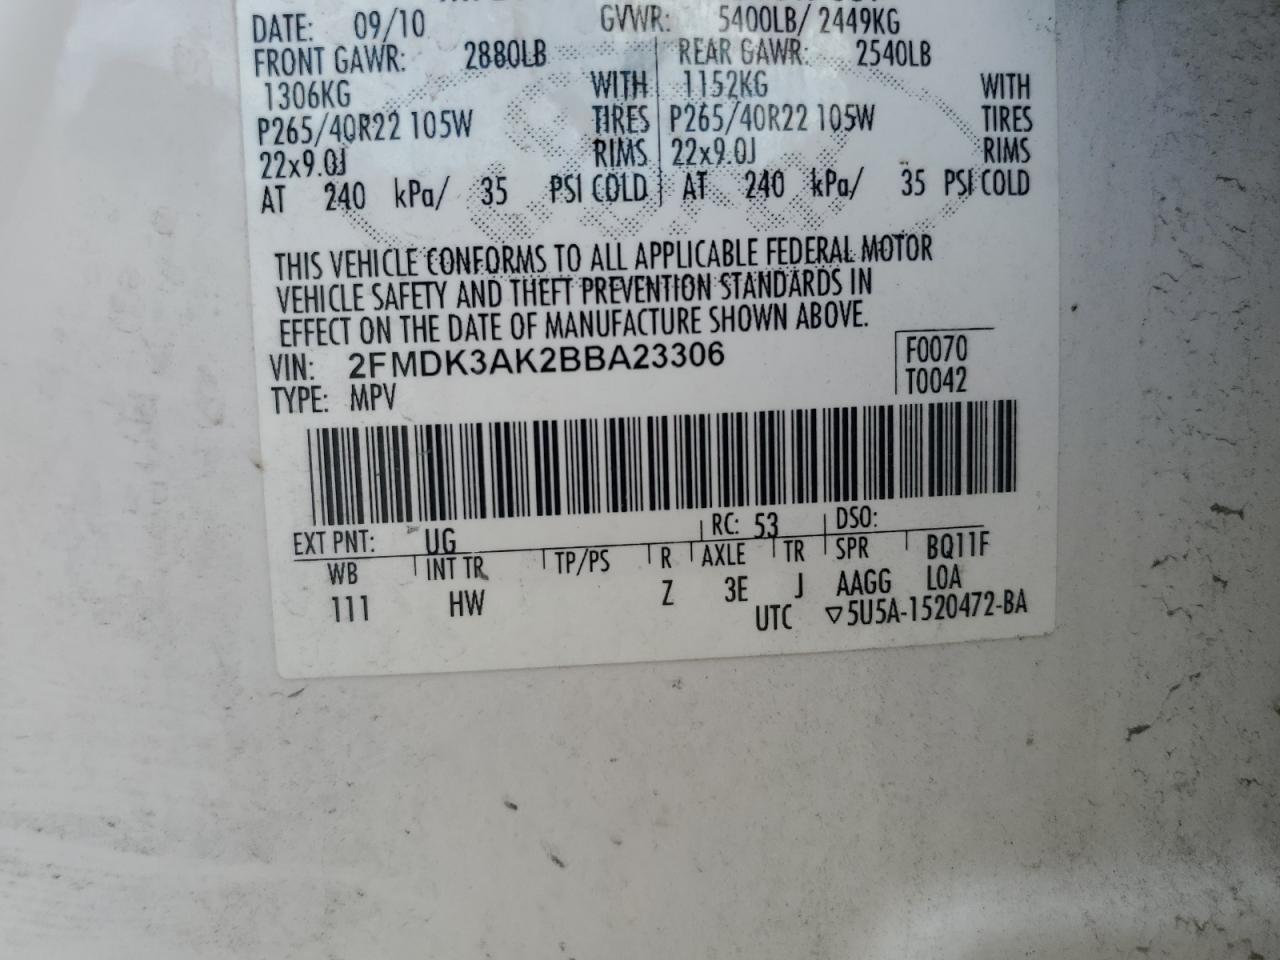 DATE: 09/10 GVWR: 5400LB/ 2449KG
FRONT GAWR: 2880LB REAR GAWR: 2540LB
1306KG WITH 1152KG WITH
P265/40R22 105W TIRES P265/40R22 105W TIRES
22x9.0J RIMS 22x9.0J RIMS
AT 240 kPa/ 35 PSI COLD AT 240 kPa/ 35 PSI COLD
THIS VEHICLE CONFORMS TO ALL APPLICABLE FEDERAL MOTOR
VEHICLE SAFETY AND THEFT PREVENTION STANDARDS IN
EFFECT ON THE DATE OF MANUFACTURE SHOWN ABOVE.
VIN: 2FMDK3AK2BBA23306 F0070
TYPE: MPV T0042
EXT PNT: UG RC: 53 DSO:
WB INT TR TP/PS R AXLE TR SPR BQ11F
111 HW Z 3E J AAGG LOA
UTC ▽5U5A-1520472-BA